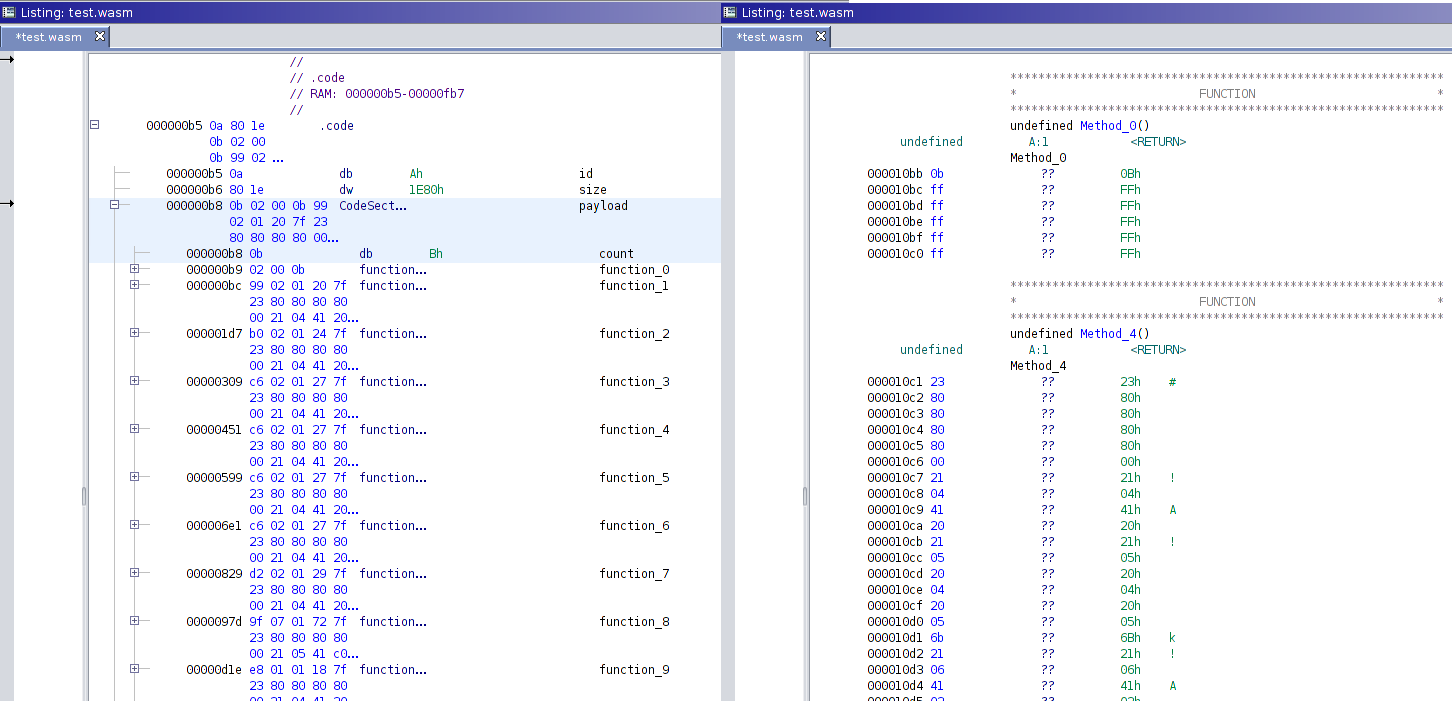 Listing: test.wasm
*test.wasm
//
// .code
// RAM: 000000b5-00000fb7
//
000000b5 0a 80 1e .code
0b 02 00
0b 99 02 ...
000000b5 0a db Ah id
000000b6 80 1e dw 1E80h size
000000b8 0b 02 00 0b 99 CodeSect... payload
02 01 20 7f 23
80 80 80 80 00...
000000b8 0b db Bh count
000000b9 02 00 0b function... function_0
000000bc 99 02 01 20 7f function... function_1
23 80 80 80 80
00 21 04 41 20...
000001d7 b0 02 01 24 7f function... function_2
23 80 80 80 80
00 21 04 41 20...
00000309 c6 02 01 27 7f function... function_3
23 80 80 80 80
00 21 04 41 20...
00000451 c6 02 01 27 7f function... function_4
23 80 80 80 80
00 21 04 41 20...
00000599 c6 02 01 27 7f function... function_5
23 80 80 80 80
00 21 04 41 20...
000006e1 c6 02 01 27 7f function... function_6
23 80 80 80 80
00 21 04 41 20...
00000829 d2 02 01 29 7f function... function_7
23 80 80 80 80
00 21 04 41 20...
0000097d 9f 07 01 72 7f function... function_8
23 80 80 80 80
00 21 05 41 c0...
00000d1e e8 01 01 18 7f function... function_9
23 80 80 80 80
00 21 04 41 20...
Listing: test.wasm
*test.wasm
**************************************************************
* FUNCTION *
**************************************************************
undefined Method_0()
undefined A:1 <RETURN>
Method_0
000010bb 0b ?? 0Bh
000010bc ff ?? FFh
000010bd ff ?? FFh
000010be ff ?? FFh
000010bf ff ?? FFh
000010c0 ff ?? FFh
**************************************************************
* FUNCTION *
**************************************************************
undefined Method_4()
undefined A:1 <RETURN>
Method_4
000010c1 23 ?? 23h #
000010c2 80 ?? 80h
000010c3 80 ?? 80h
000010c4 80 ?? 80h
000010c5 80 ?? 80h
000010c6 00 ?? 00h
000010c7 21 ?? 21h !
000010c8 04 ?? 04h
000010c9 41 ?? 41h A
000010ca 20 ?? 20h
000010cb 21 ?? 21h !
000010cc 05 ?? 05h
000010cd 20 ?? 20h
000010ce 04 ?? 04h
000010cf 20 ?? 20h
000010d0 05 ?? 05h
000010d1 6b ?? 6Bh k
000010d2 21 ?? 21h !
000010d3 06 ?? 06h
000010d4 41 ?? 41h A
000010d5 02 ?? 02h